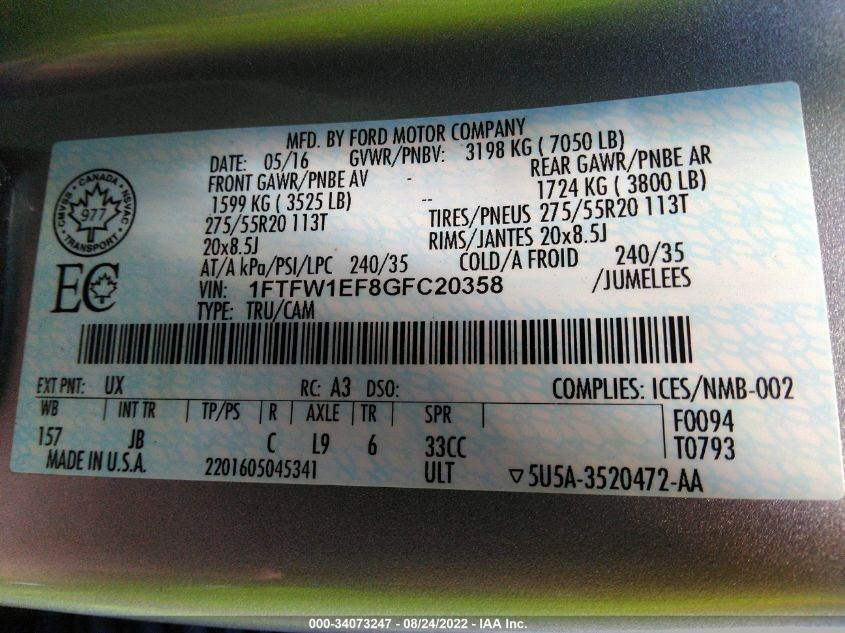 MFD. BY FORD MOTOR COMPANY
DATE: 05/16 GVWR/PNBV: 3198 KG ( 7050 LB)
FRONT GAWR/PNBE AV - REAR GAWR/PNBE AR
1599 KG ( 3525 LB) -- 1724 KG ( 3800 LB)
275/55R20 113T TIRES/PNEUS 275/55R20 113T
20x8.5J RIMS/JANTES 20x8.5J
AT/A kPa/PSI/LPC 240/35 COLD/A FROID 240/35
VIN: 1FTFW1EF8GFC20358 /JUMELEES
TYPE: TRU/CAM
CANADA
CMVSS 977 NSVAC
TRANSPORT
EC
EXT PNT: UX RC: A3 DSO: COMPLIES: ICES/NMB-002
WB INT TR TP/PS R AXLE TR SPR F0094
157 JB C L9 6 33CC T0793
MADE IN U.S.A. 2201605045341 ULT ▽5U5A-3520472-AA
000-34073247 - 08/24/2022 - IAA Inc.